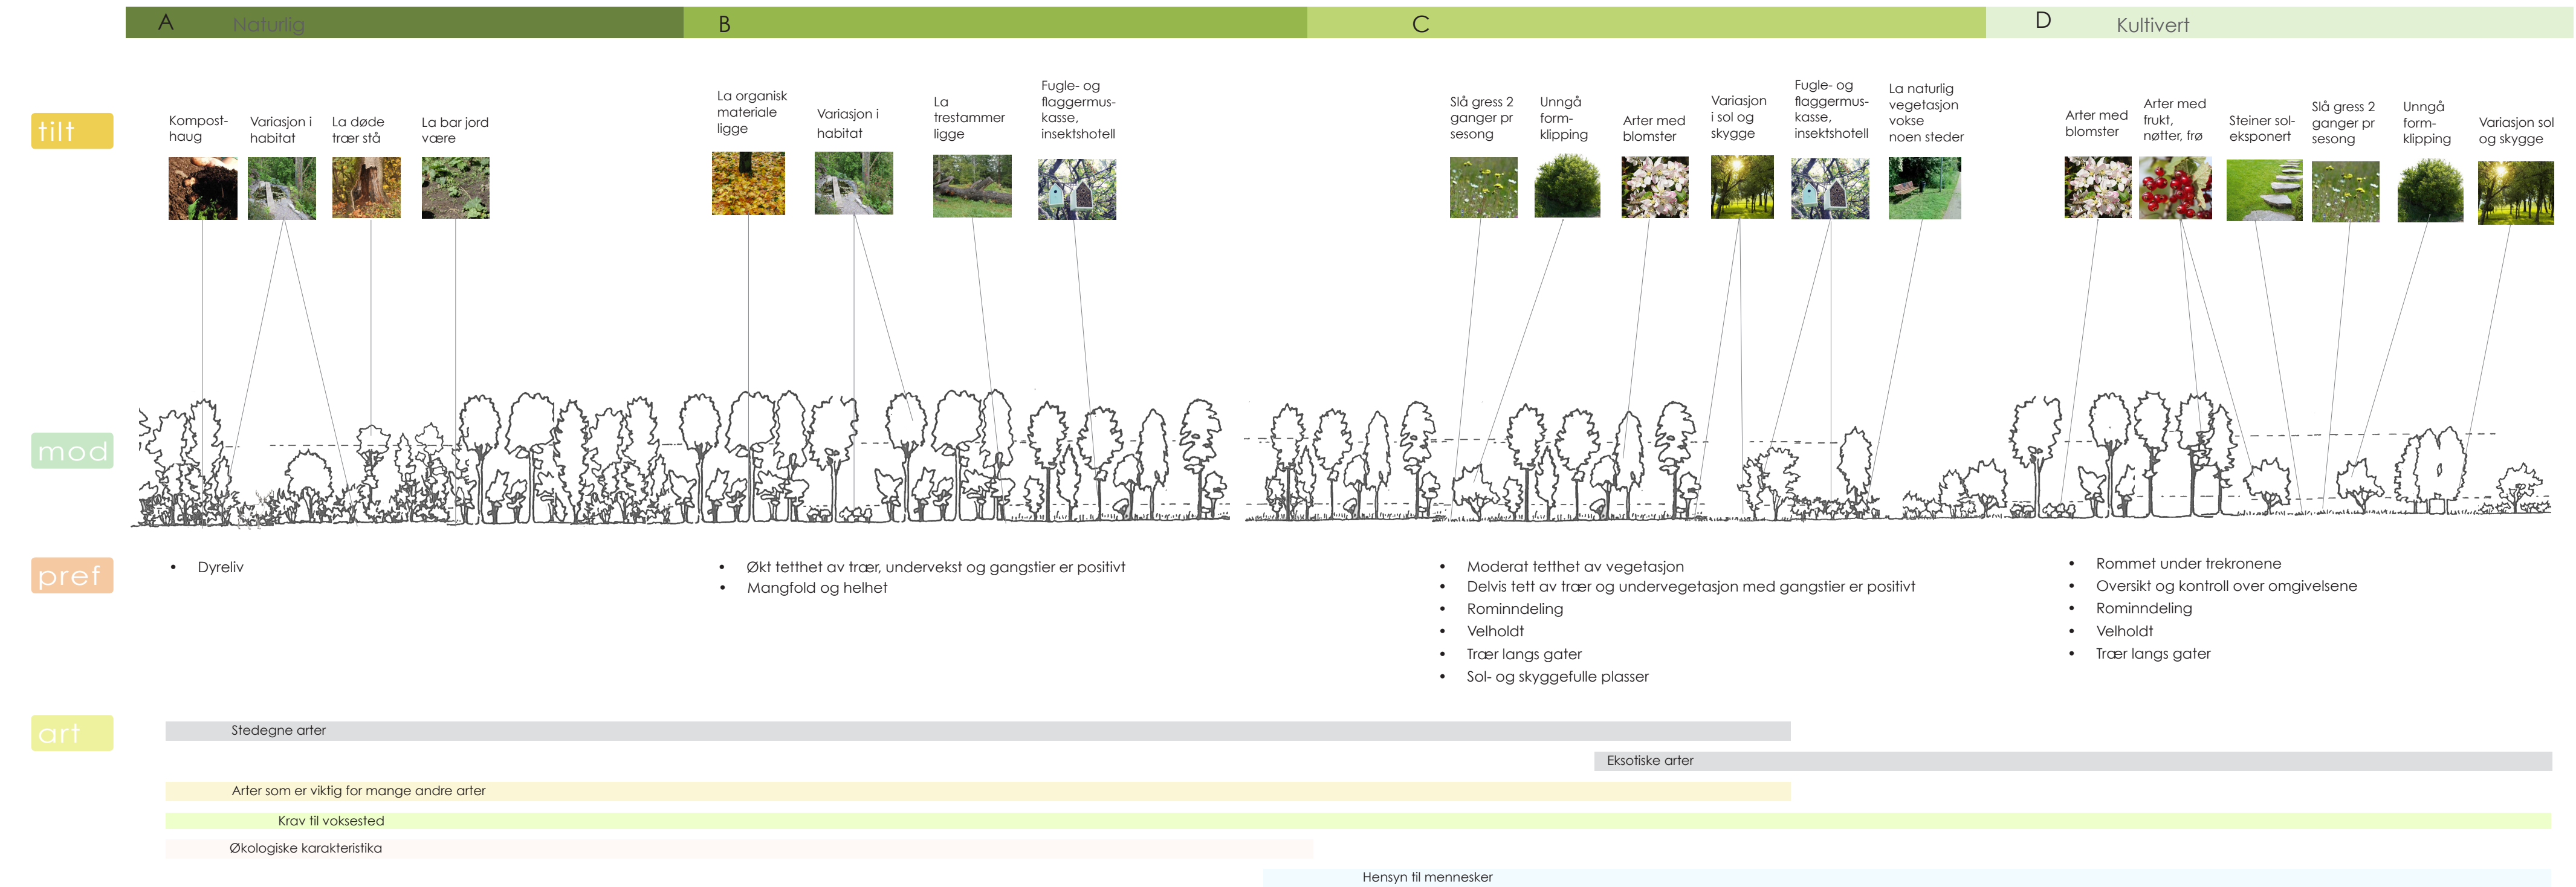 A
Naturlig
B
C
D
Kultivert
tilt
Kompost-
haug
Variasjon i
habitat
La døde
trær stå
La bar jord
være
La organisk
materiale
ligge
Variasjon i
habitat
La
trestammer
ligge
Fugle- og
flaggermus-
kasse,
insektshotell
Slå gress 2
ganger pr
sesong
Unngå
form-
klipping
Arter med
blomster
Variasjon
i sol og
skygge
Fugle- og
flaggermus-
kasse,
insektshotell
La naturlig
vegetasjon
vokse
noen steder
Arter med
blomster
Arter med
frukt,
nøtter, frø
Steiner sol-
eksponert
Slå gress 2
ganger pr
sesong
Unngå
form-
klipping
Variasjon sol
og skygge
mod
pref
• Dyreliv
• Økt tetthet av trær, undervekst og gangstier er positivt
• Mangfold og helhet
• Moderat tetthet av vegetasjon
• Delvis tett av trær og undervegetasjon med gangstier er positivt
• Rominndeling
• Velholdt
• Trær langs gater
• Sol- og skyggefulle plasser
• Rommet under trekronene
• Oversikt og kontroll over omgivelsene
• Rominndeling
• Velholdt
• Trær langs gater
art
Stedegne arter
Eksotiske arter
Arter som er viktig for mange andre arter
Krav til voksested
Økologiske karakteristika
Hensyn til mennesker